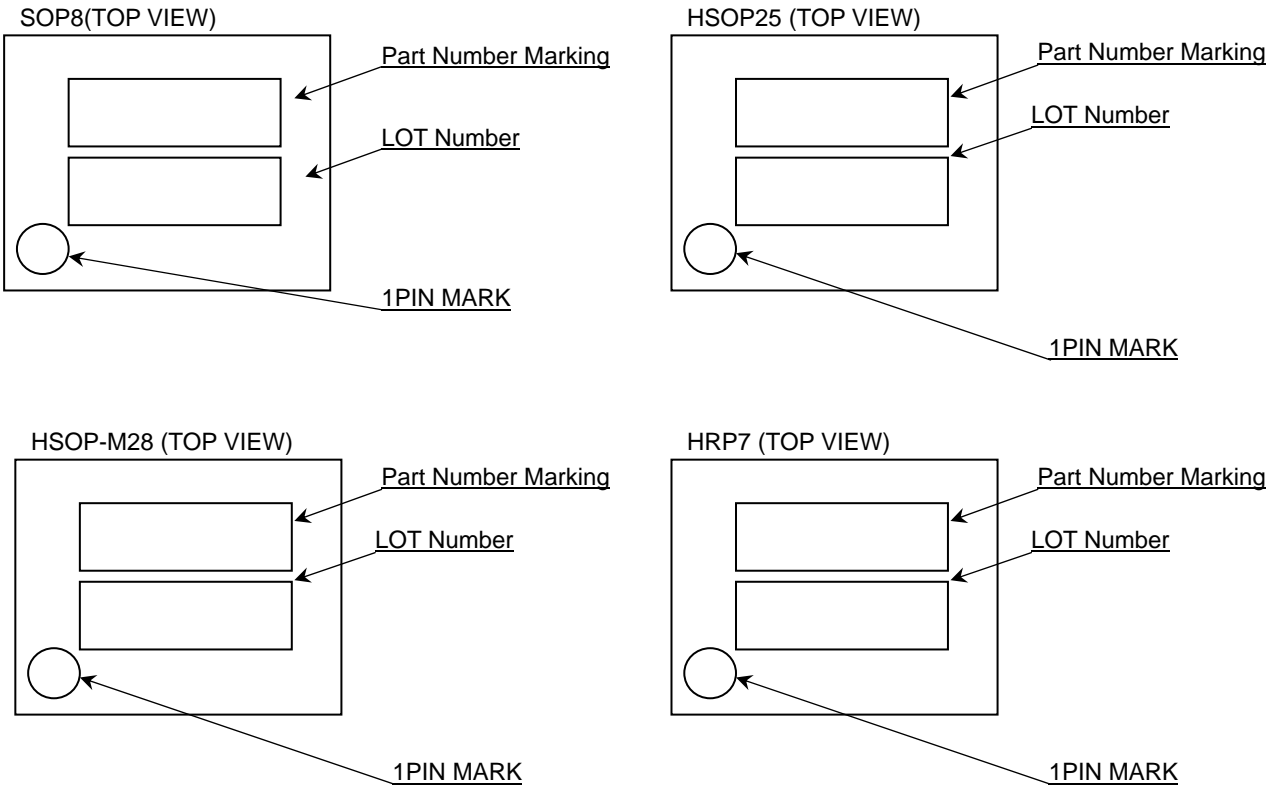 SOP8(TOP VIEW)
Part Number Marking
LOT Number
1PIN MARK
HSOP25 (TOP VIEW)
Part Number Marking
LOT Number
1PIN MARK
HSOP-M28 (TOP VIEW)
Part Number Marking
LOT Number
1PIN MARK
HRP7 (TOP VIEW)
Part Number Marking
LOT Number
1PIN MARK